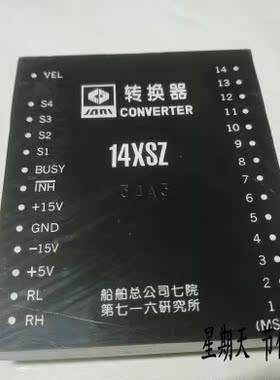 VEL
S4
S3
S2
S1
BUSY
INH
+15V
GND
-15V
+5V
RL
RH
转换器
CONVERTER
14XSZ
船舶总公司七院
第七一六研究所
14
13
12
11
10
9
8
7
6
5
4
3
2
1
(MS
星期天